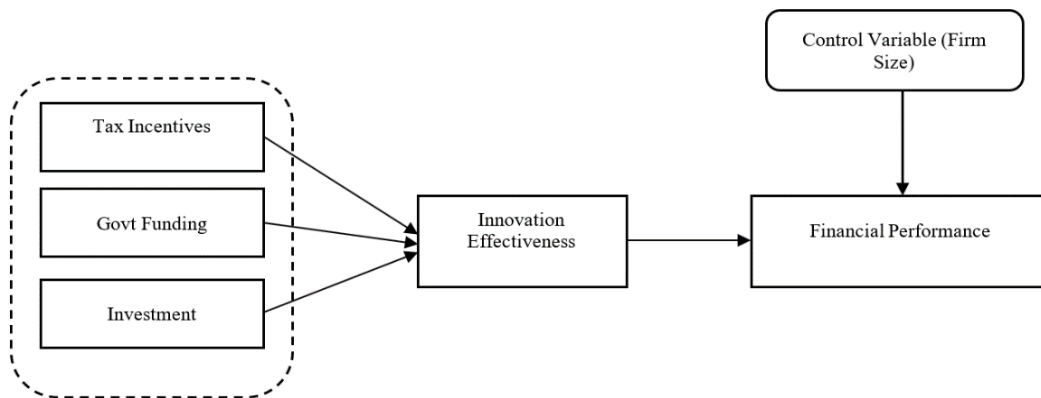 Control Variable (Firm
Size)
Tax Incentives
Govt Funding
Innovation
Effectiveness
Financial Performance
Investment